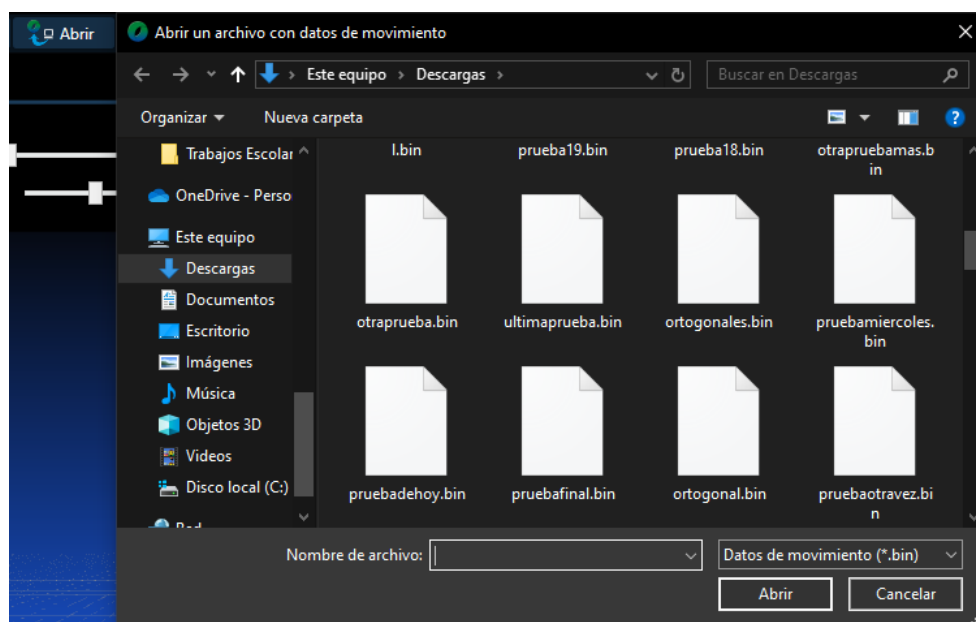 Abrir
Abrir un archivo con datos de movimiento
Este equipo > Descargas >
Buscar en Descargas
Organizar
Nueva carpeta
Trabajos Escolar
OneDrive - Perso
Este equipo
Descargas
Documentos
Escritorio
Imágenes
Música
Objetos 3D
Videos
Disco local (C:)
Red
l.bin
prueba19.bin
prueba18.bin
otrapruebamas.b
in
otraprueba.bin
ultimaprueba.bin
ortogonales.bin
pruebamiercoles.
bin
pruebadehoy.bin
pruebafinal.bin
ortogonal.bin
pruebaotravez.bi
n
Nombre de archivo:
Datos de movimiento (*.bin)
Abrir
Cancelar